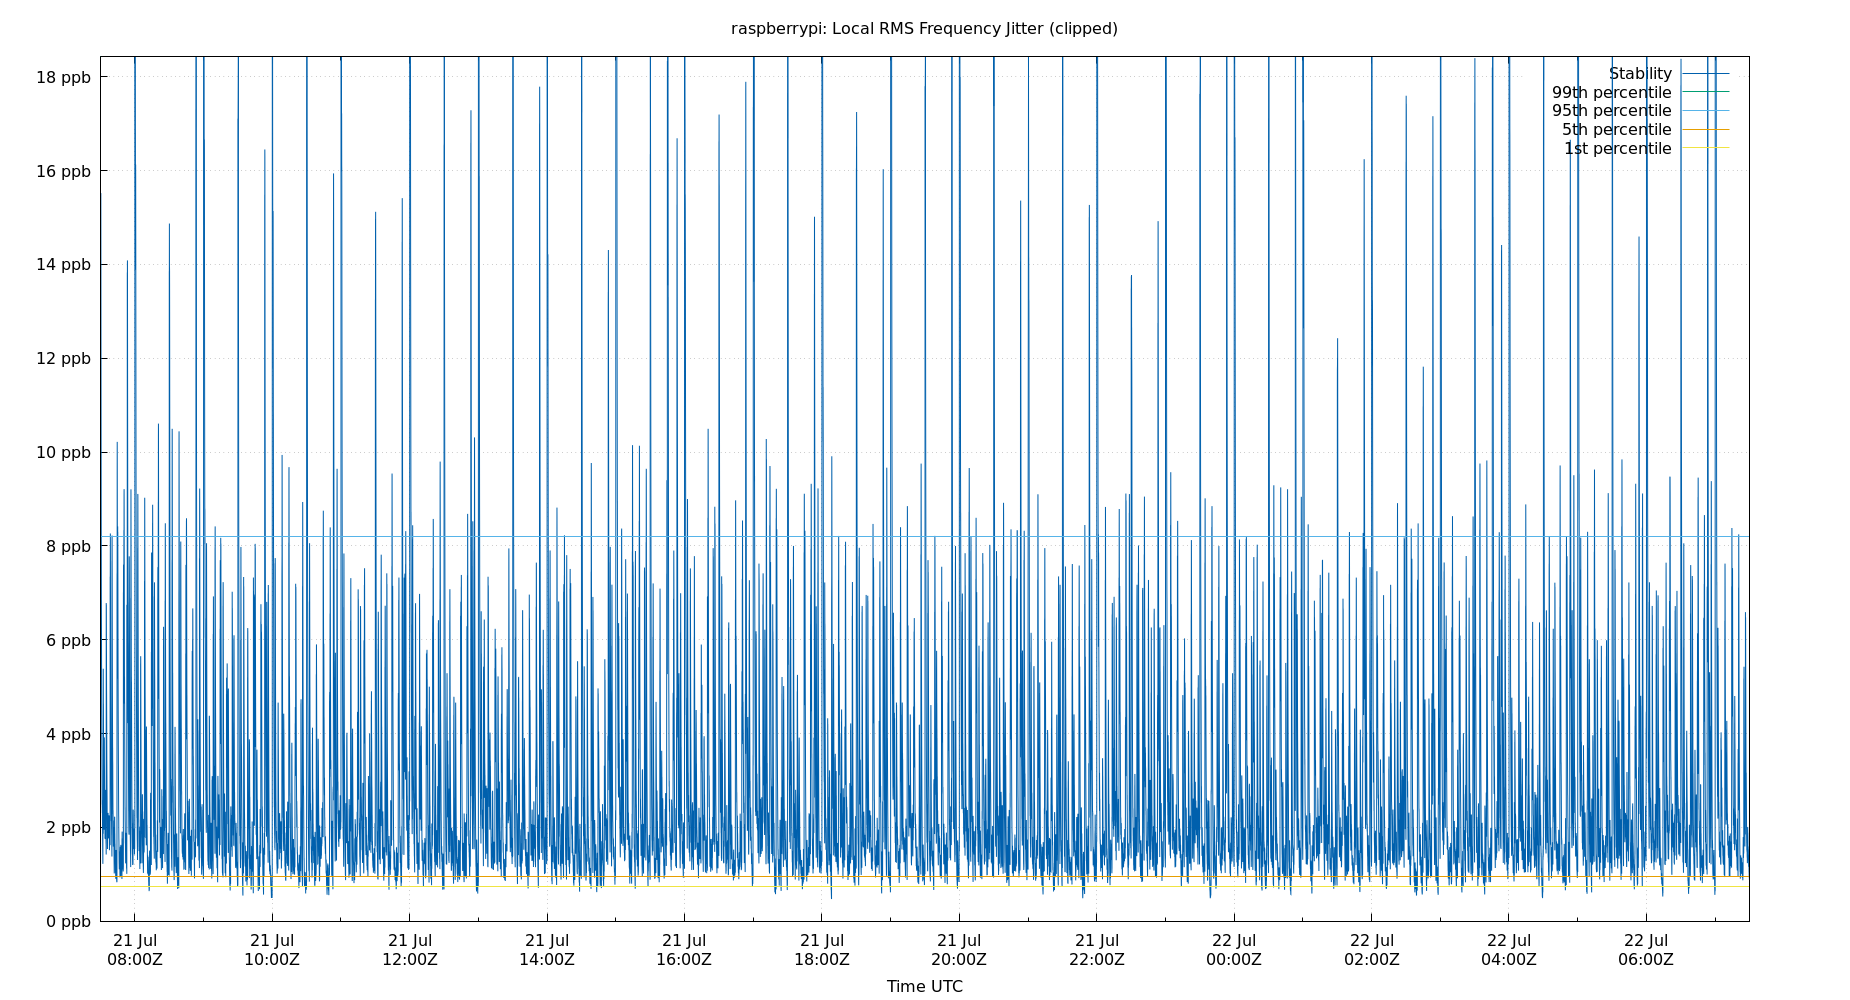 raspberrypi: Local RMS Frequency Jitter (clipped)
18 ppb
16 ppb
14 ppb
12 ppb
10 ppb
8 ppb
6 ppb
4 ppb
2 ppb
0 ppb
Stability
99th percentile
95th percentile
5th percentile
1st percentile
21 Jul 21 Jul 21 Jul 21 Jul 21 Jul 21 Jul 21 Jul 21 Jul 22 Jul 22 Jul 22 Jul 22 Jul
08:00Z 10:00Z 12:00Z 14:00Z 16:00Z 18:00Z 20:00Z 22:00Z 00:00Z 02:00Z 04:00Z 06:00Z
Time UTC